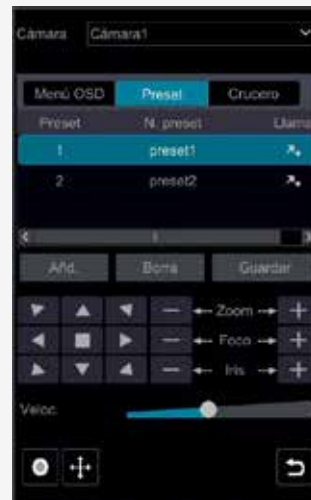 Cámara Cámara1
Menú OSD Preset Crucero
Preset N. preset Llama
1 preset1
2 preset2
Añd. Borra Guardar
Zoom
Foco
Iris
Veloc.